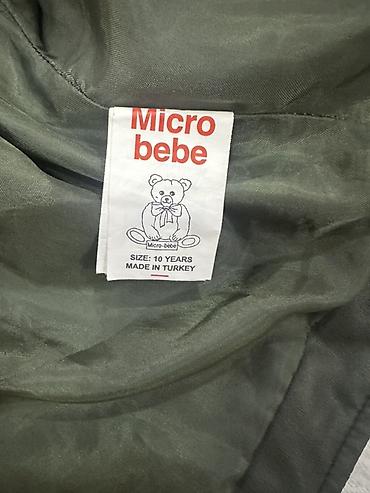 Micro
bebe
Micro-bebe
SIZE: 10 YEARS
MADE IN TURKEY